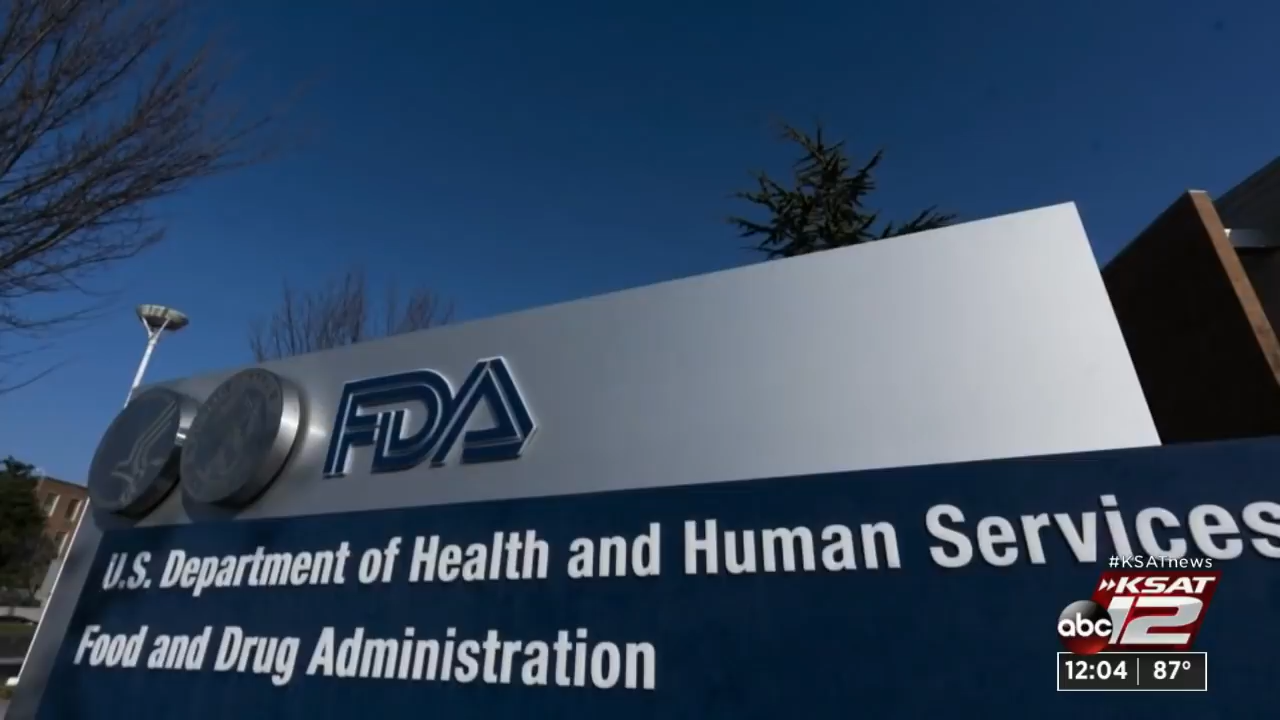 FDA
U.S. Department of Health and Human Services
Food and Drug Administration
#KSATnews
KSAT
abc 12
12:04 87°